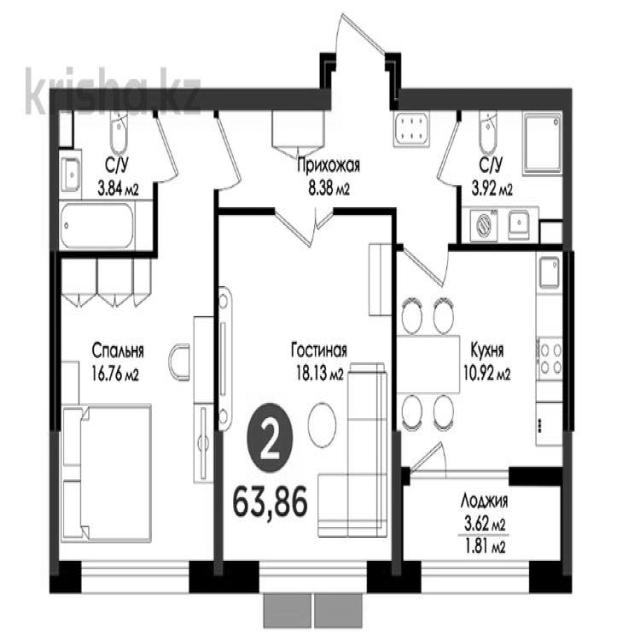 krisha.kz
С/У
3.84 м2
Прихожая
8.38 м2
С/У
3.92 м2
Спальня
16.76 м2
Гостиная
18.13 м2
Кухня
10.92 м2
2
63,86
Лоджия
3.62 м2
1.81 м2